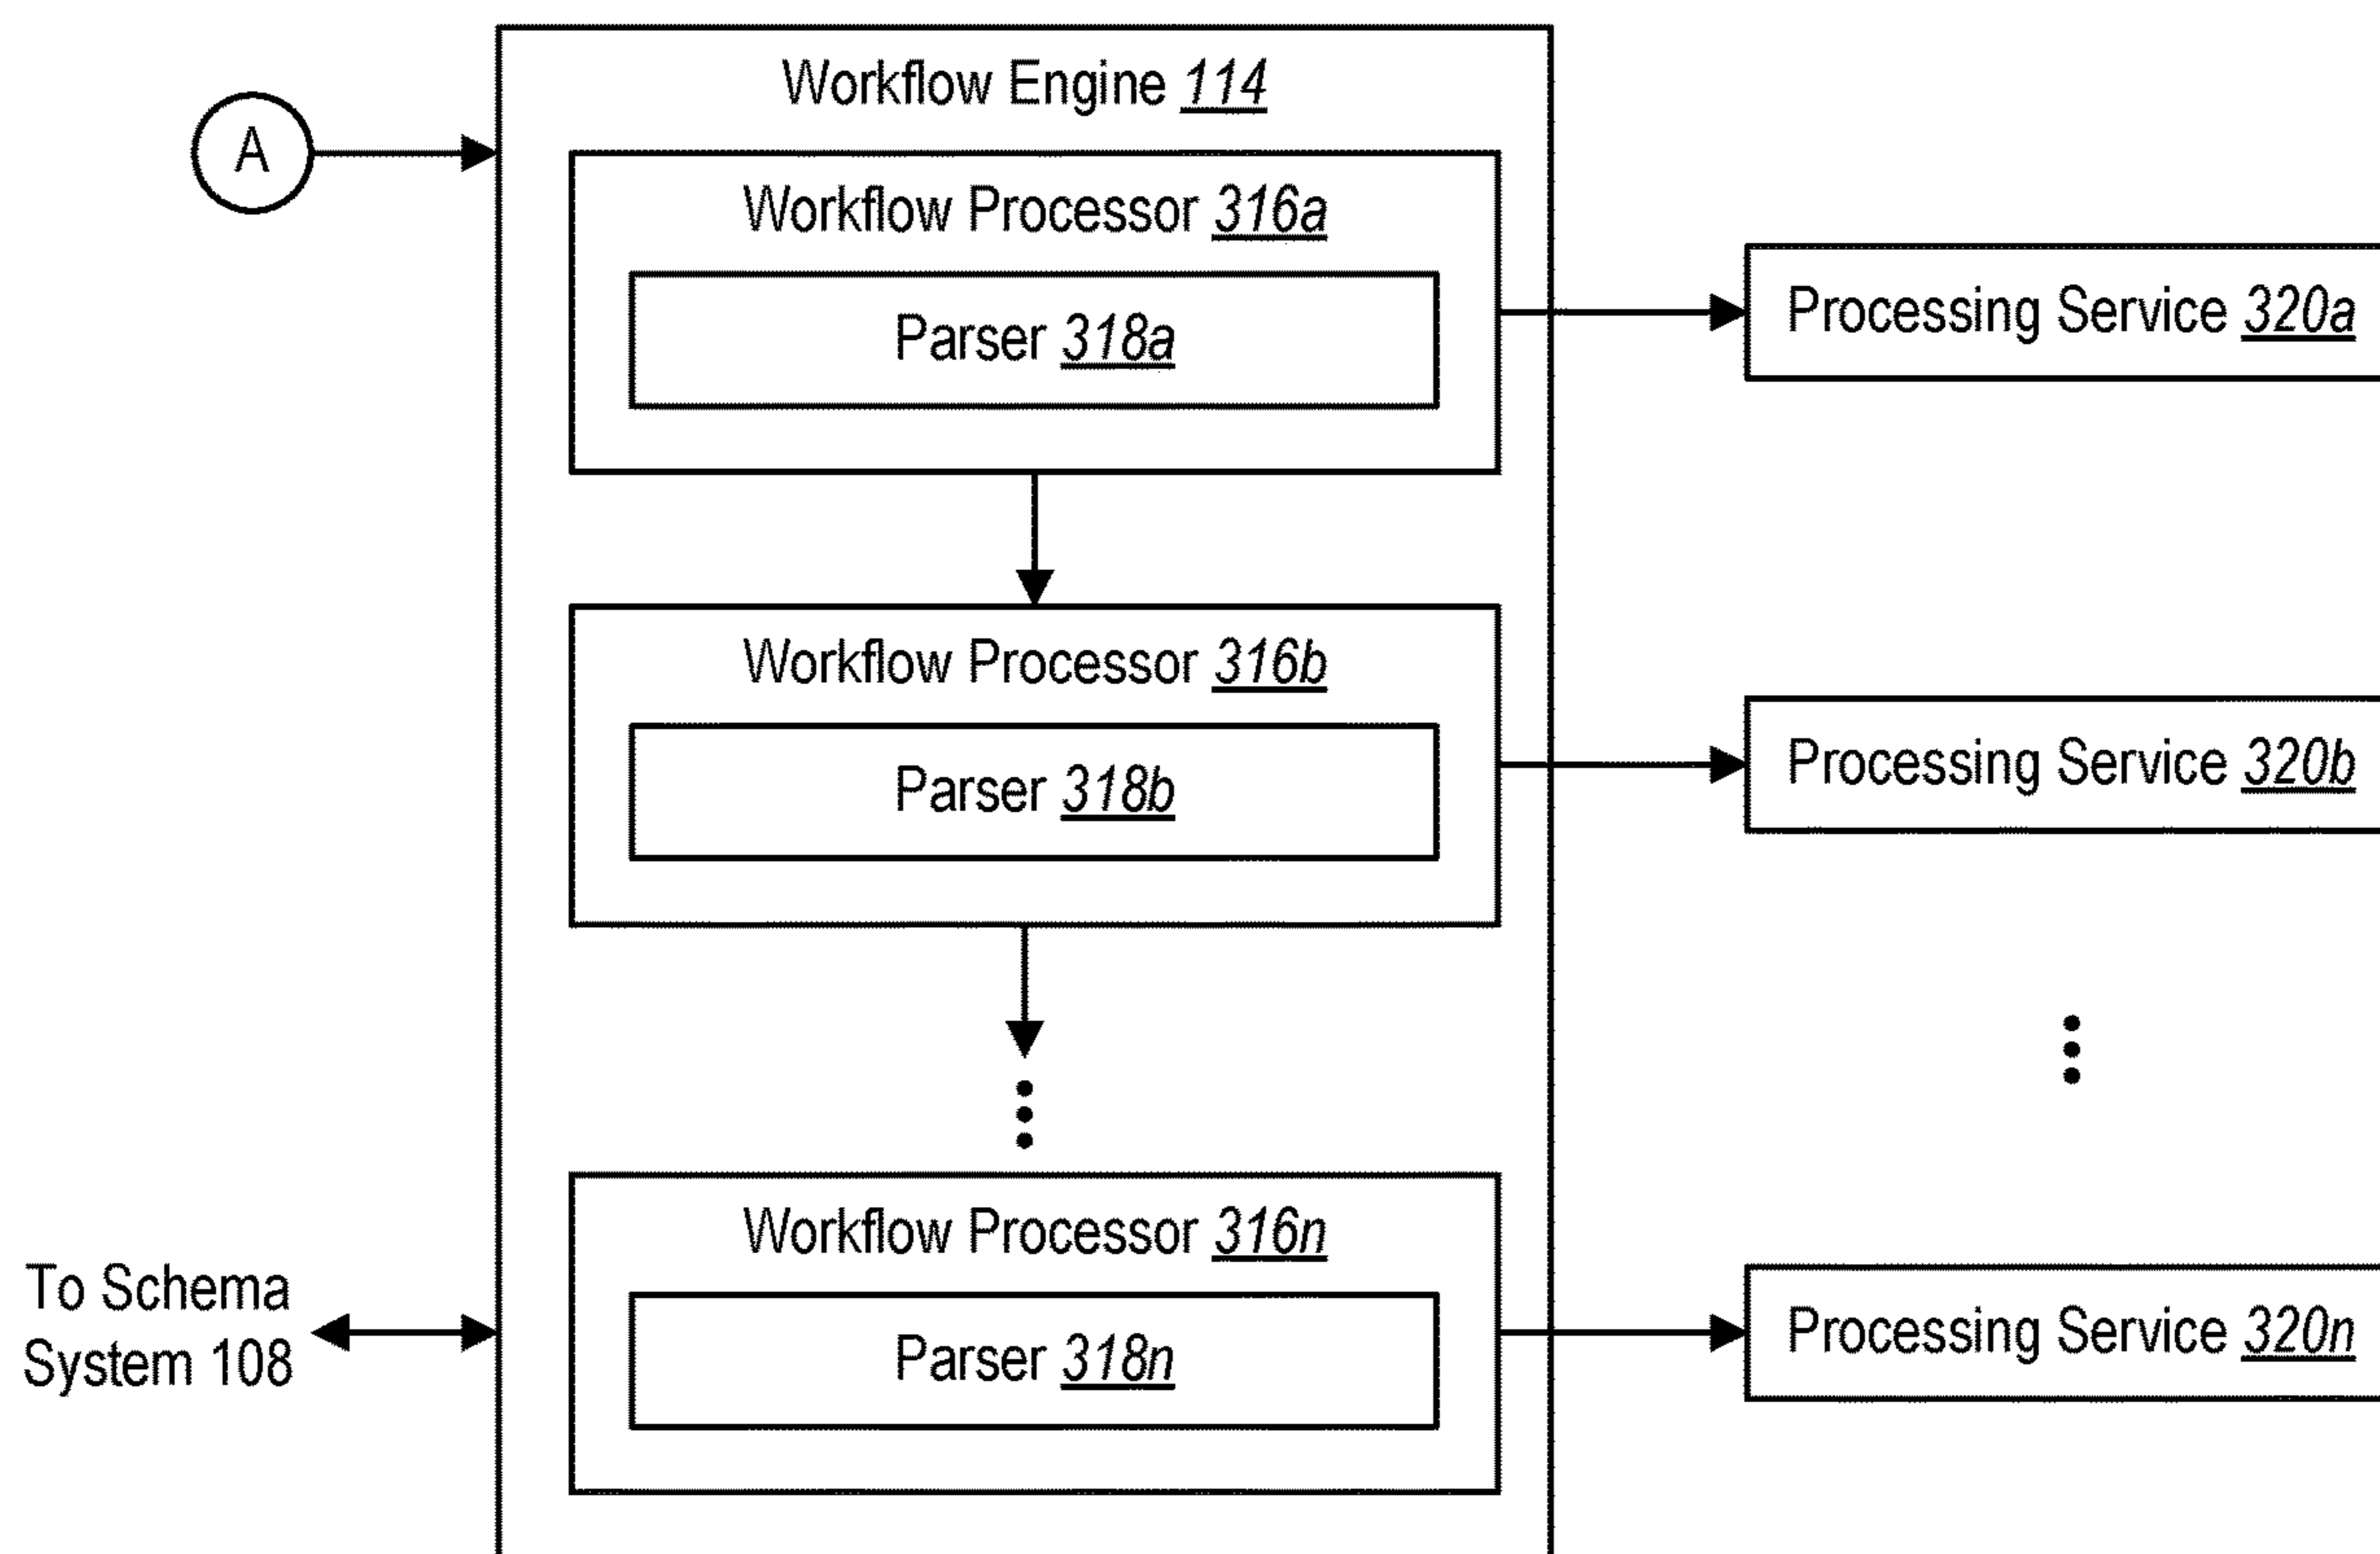 Workflow Engine 114
A
Workflow Processor 316a
Parser 318a
Processing Service 320a
Workflow Processor 316b
Parser 318b
Processing Service 320b
Workflow Processor 316n
Parser 318n
Processing Service 320n
To Schema
System 108